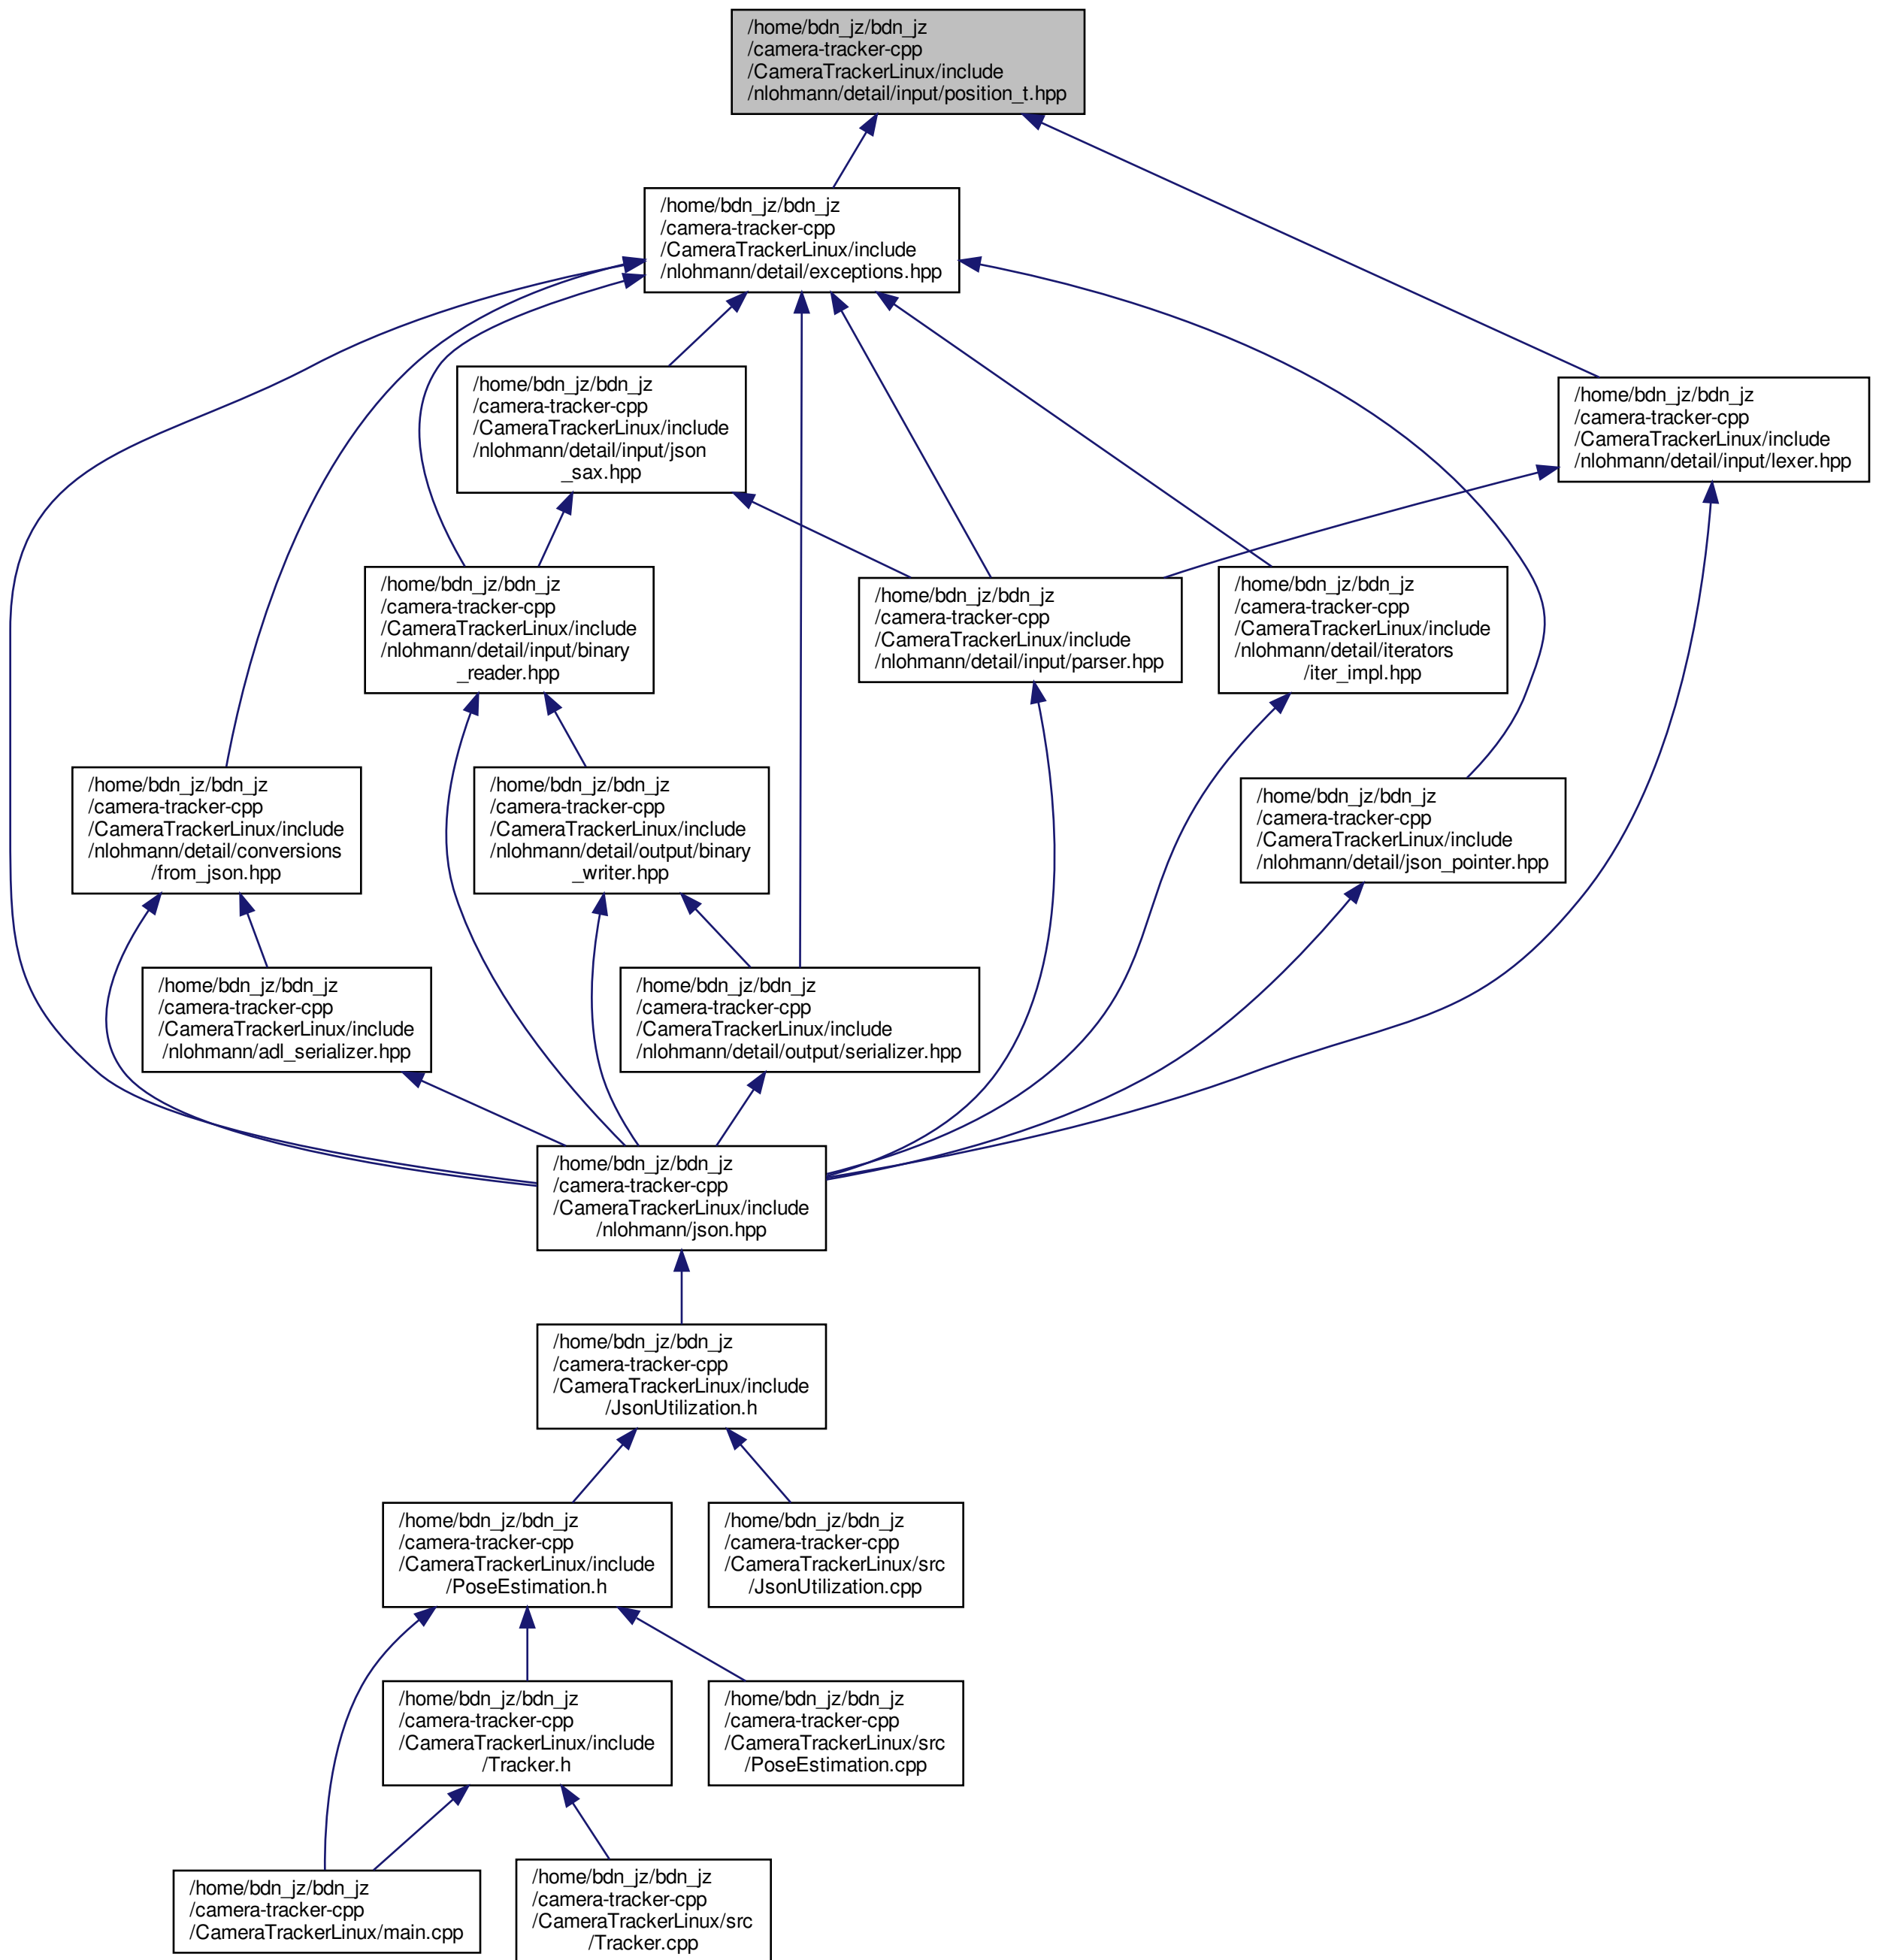 /home/bdn_jz/bdn_jz
/camera-tracker-cpp
/CameraTrackerLinux/include
/nlohmann/detail/input/position_t.hpp
/home/bdn_jz/bdn_jz
/camera-tracker-cpp
/CameraTrackerLinux/include
/nlohmann/detail/exceptions.hpp
/home/bdn_jz/bdn_jz
/camera-tracker-cpp
/CameraTrackerLinux/include
/nlohmann/detail/input/json
_sax.hpp
/home/bdn_jz/bdn_jz
/camera-tracker-cpp
/CameraTrackerLinux/include
/nlohmann/detail/input/lexer.hpp
/home/bdn_jz/bdn_jz
/camera-tracker-cpp
/CameraTrackerLinux/include
/nlohmann/detail/input/binary
_reader.hpp
/home/bdn_jz/bdn_jz
/camera-tracker-cpp
/CameraTrackerLinux/include
/nlohmann/detail/input/parser.hpp
/home/bdn_jz/bdn_jz
/camera-tracker-cpp
/CameraTrackerLinux/include
/nlohmann/detail/iterators
/iter_impl.hpp
/home/bdn_jz/bdn_jz
/camera-tracker-cpp
/CameraTrackerLinux/include
/nlohmann/detail/conversions
/from_json.hpp
/home/bdn_jz/bdn_jz
/camera-tracker-cpp
/CameraTrackerLinux/include
/nlohmann/detail/output/binary
_writer.hpp
/home/bdn_jz/bdn_jz
/camera-tracker-cpp
/CameraTrackerLinux/include
/nlohmann/detail/json_pointer.hpp
/home/bdn_jz/bdn_jz
/camera-tracker-cpp
/CameraTrackerLinux/include
/nlohmann/adl_serializer.hpp
/home/bdn_jz/bdn_jz
/camera-tracker-cpp
/CameraTrackerLinux/include
/nlohmann/detail/output/serializer.hpp
/home/bdn_jz/bdn_jz
/camera-tracker-cpp
/CameraTrackerLinux/include
/nlohmann/json.hpp
/home/bdn_jz/bdn_jz
/camera-tracker-cpp
/CameraTrackerLinux/include
/JsonUtilization.h
/home/bdn_jz/bdn_jz
/camera-tracker-cpp
/CameraTrackerLinux/include
/PoseEstimation.h
/home/bdn_jz/bdn_jz
/camera-tracker-cpp
/CameraTrackerLinux/src
/JsonUtilization.cpp
/home/bdn_jz/bdn_jz
/camera-tracker-cpp
/CameraTrackerLinux/include
/Tracker.h
/home/bdn_jz/bdn_jz
/camera-tracker-cpp
/CameraTrackerLinux/src
/PoseEstimation.cpp
/home/bdn_jz/bdn_jz
/camera-tracker-cpp
/CameraTrackerLinux/main.cpp
/home/bdn_jz/bdn_jz
/camera-tracker-cpp
/CameraTrackerLinux/src
/Tracker.cpp